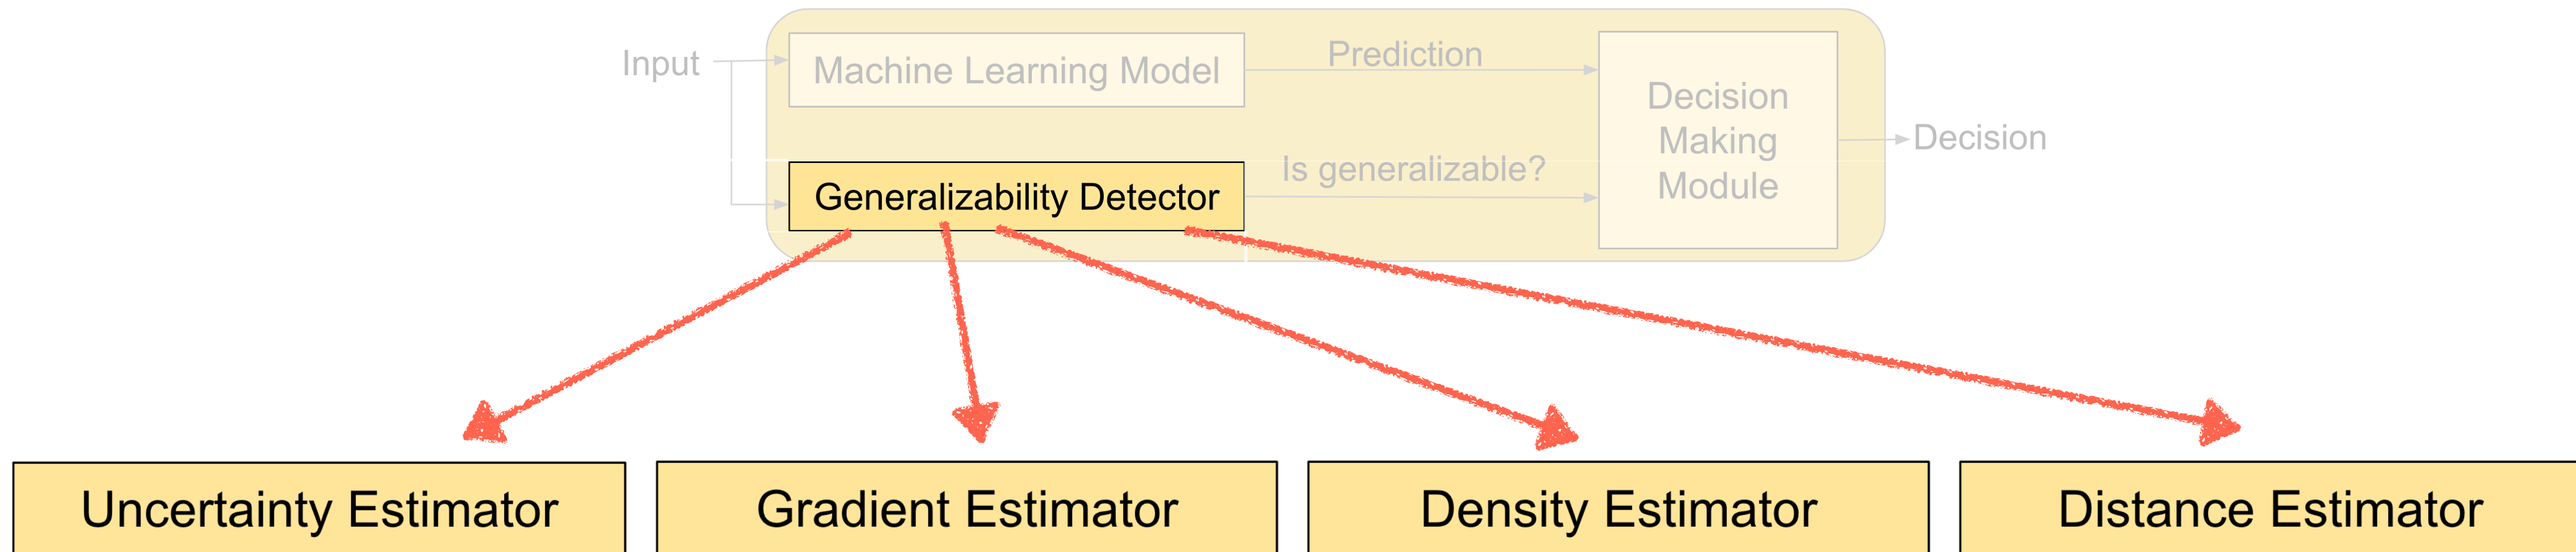 Input
Machine Learning Model
Prediction
Decision
Making
Module
Decision
Is generalizable?
Generalizability Detector
Uncertainty Estimator
Gradient Estimator
Density Estimator
Distance Estimator